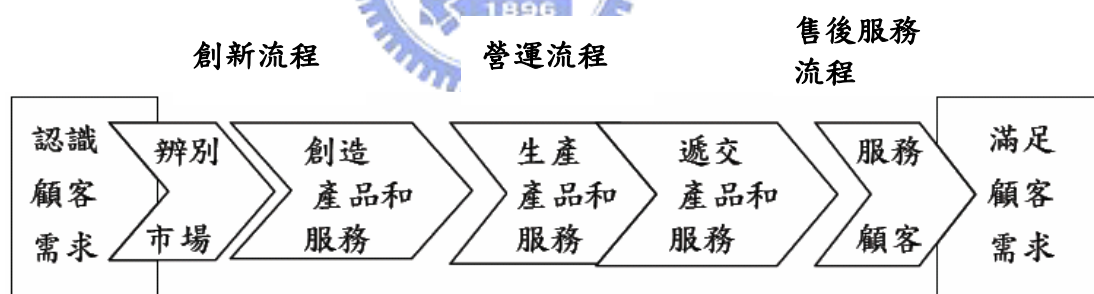 1896
創新流程
營運流程
售後服務
流程
認識
顧客
需求
辨別
市場
創造
產品和
服務
生產
產品和
服務
遞交
產品和
服務
服務
顧客
滿足
顧客
需求